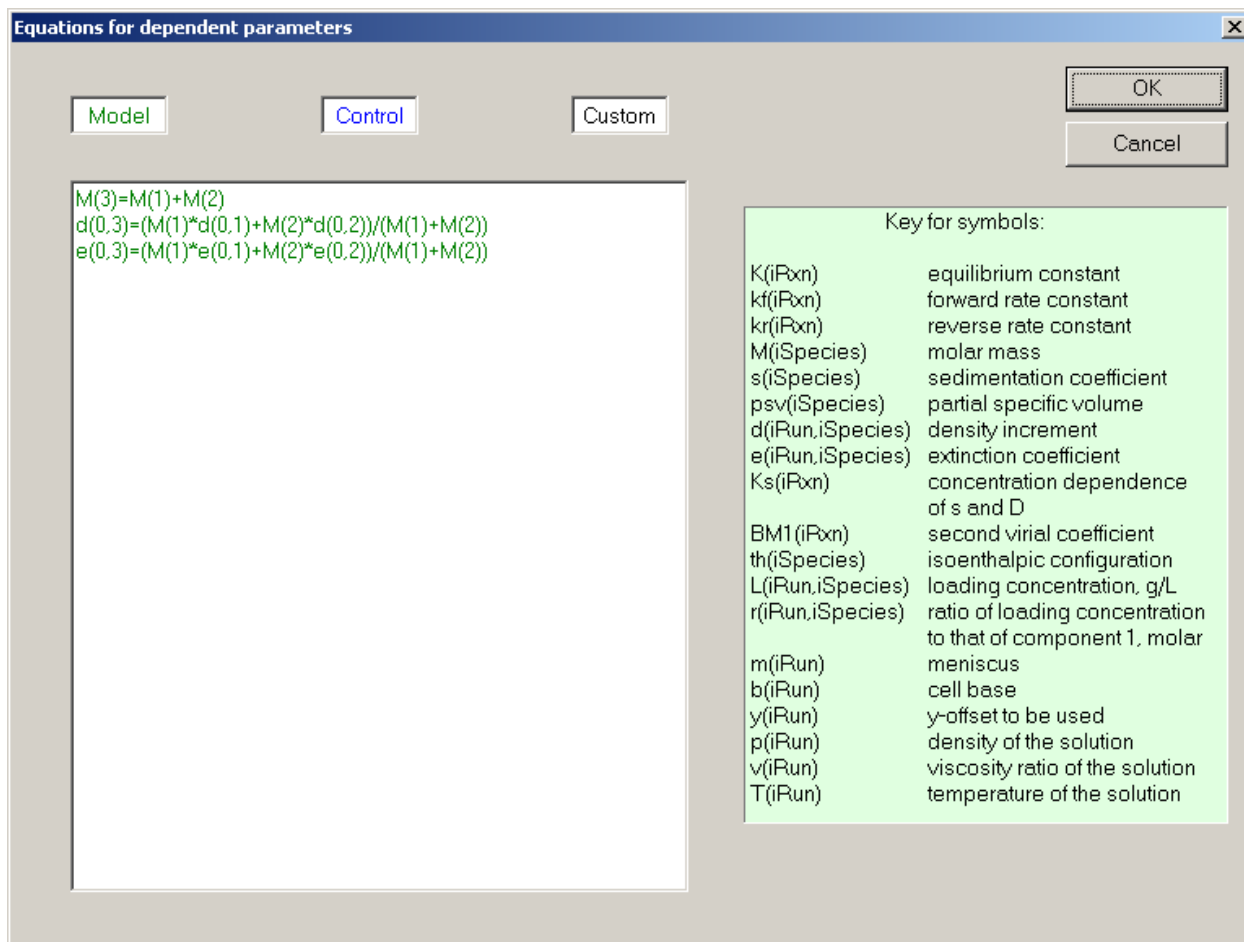 Equations for dependent parameters
OK
Model Control Custom
Cancel
M(3)=M(1)+M(2)
d(0,3)=(M(1)*d(0,1)+M(2)*d(0,2))/(M(1)+M(2))
e(0,3)=(M(1)*e(0,1)+M(2)*e(0,2))/(M(1)+M(2))
Key for symbols:
K(iRxn) equilibrium constant
kf(iRxn) forward rate constant
kr(iRxn) reverse rate constant
M(iSpecies) molar mass
s(iSpecies) sedimentation coefficient
psv(iSpecies) partial specific volume
d(iRun,iSpecies) density increment
e(iRun,iSpecies) extinction coefficient
Ks(iRxn) concentration dependence
of s and D
BM1(iRxn) second virial coefficient
th(iSpecies) isoenthalpic configuration
L(iRun,iSpecies) loading concentration, g/L
r(iRun,iSpecies) ratio of loading concentration
to that of component 1, molar
m(iRun) meniscus
b(iRun) cell base
y(iRun) y-offset to be used
p(iRun) density of the solution
v(iRun) viscosity ratio of the solution
T(iRun) temperature of the solution